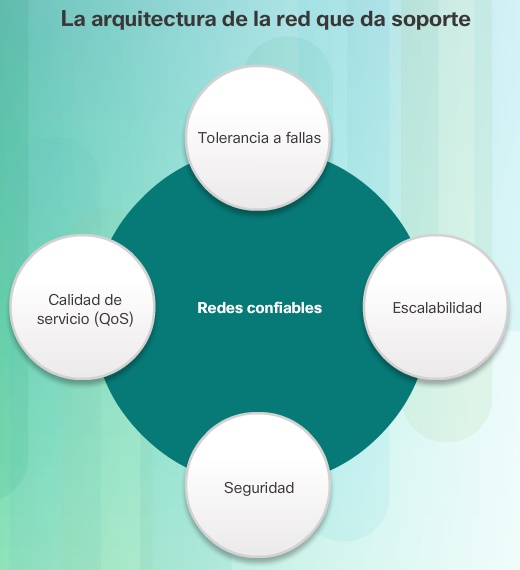 La arquitectura de la red que da soporte
Tolerancia a fallas
Calidad de
servicio (QoS)
Redes confiables
Escalabilidad
Seguridad